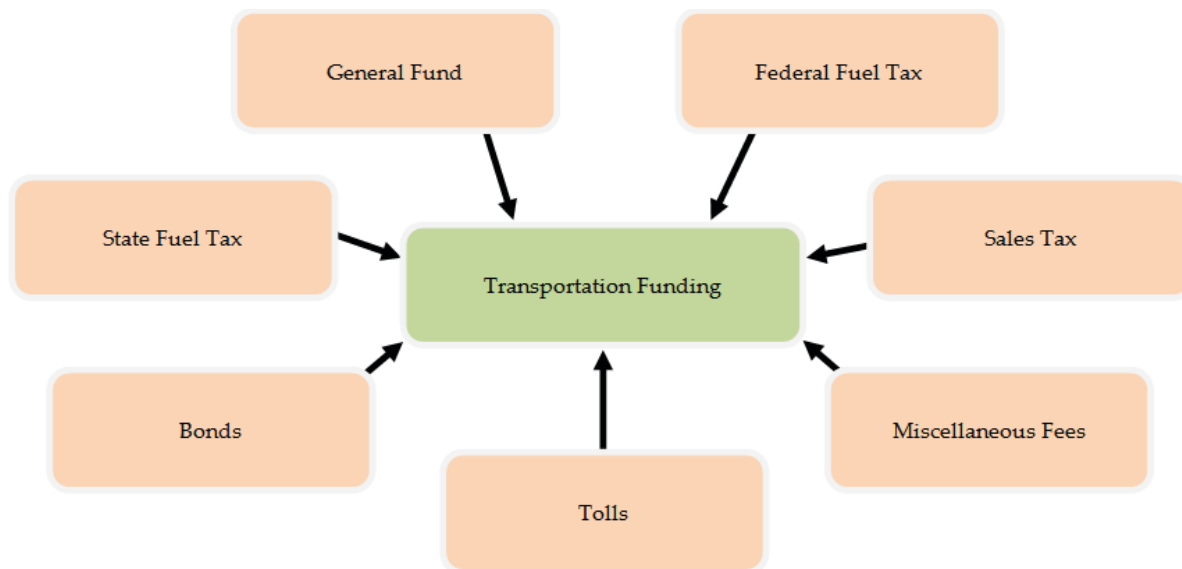 General Fund
Federal Fuel Tax
State Fuel Tax
Sales Tax
Transportation Funding
Bonds
Miscellaneous Fees
Tolls